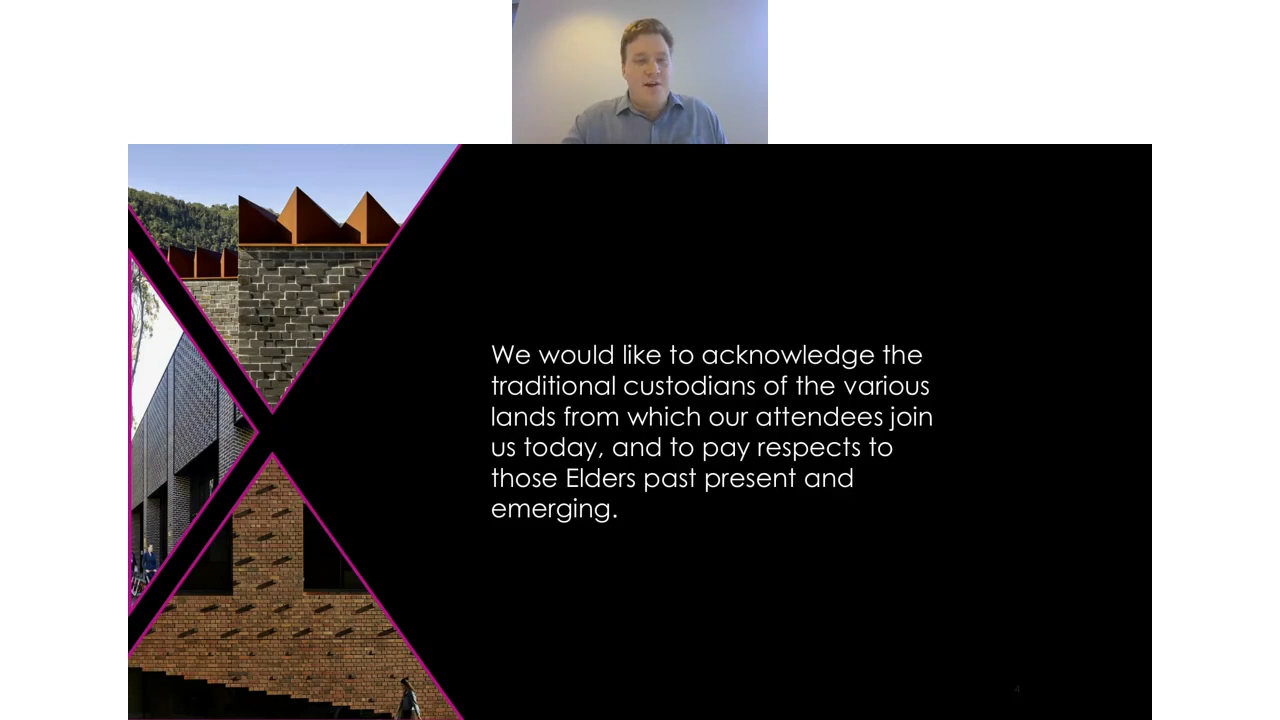 We would like to acknowledge the
traditional custodians of the various
lands from which our attendees join
us today, and to pay respects to
those Elders past present and
emerging.
4